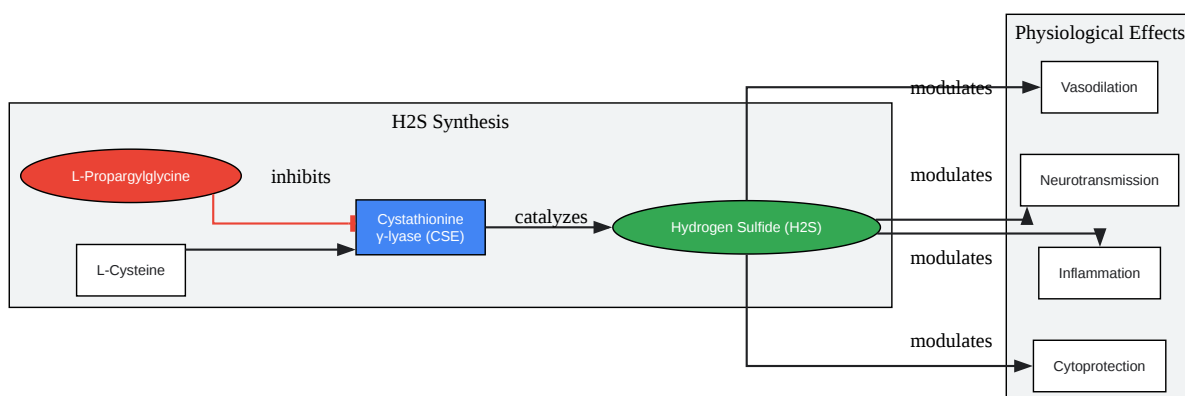 Physiological Effects
modulates
Vasodilation
H2S Synthesis
L-Propargylglycine
inhibits
modulates
Neurotransmission
Cystathionine
γ-lyase (CSE)
catalyzes
Hydrogen Sulfide (H2S)
modulates
L-Cysteine
Inflammation
modulates
Cytoprotection